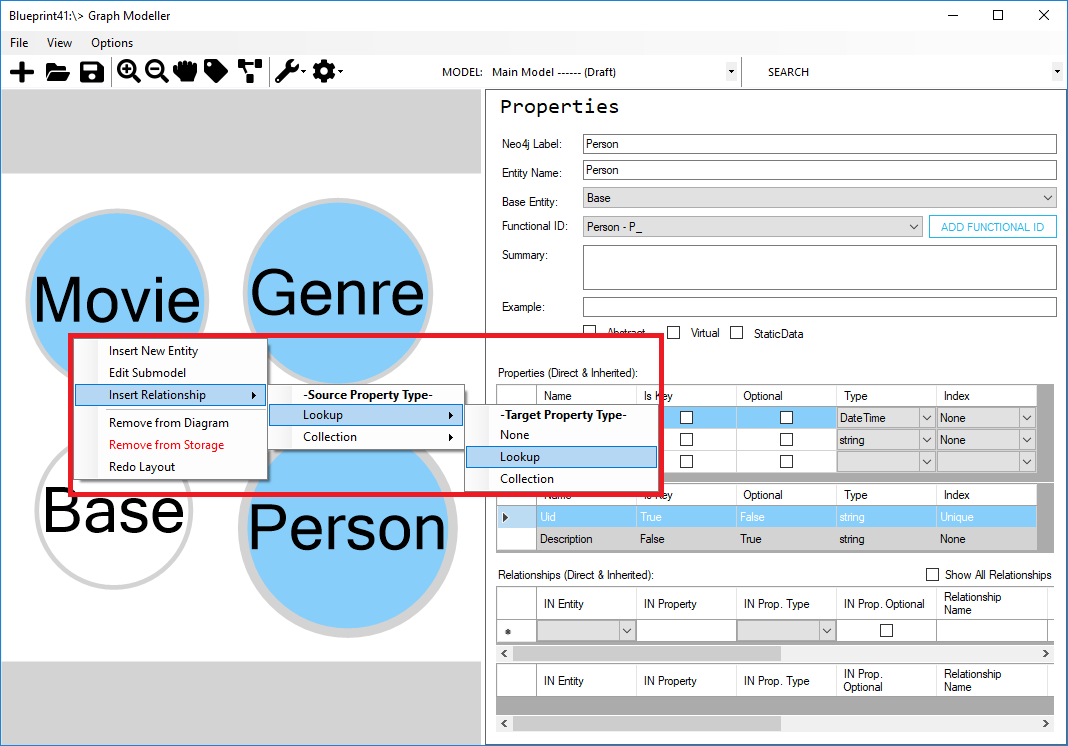 Blueprint41:\> Graph Modeller
File View Options
MODEL: Main Model ------ (Draft) SEARCH
Movie
Genre
Base
Person
Insert New Entity
Edit Submodel
Insert Relationship
Remove from Diagram
Remove from Storage
Redo Layout
-Source Property Type-
Lookup
Collection
-Target Property Type-
None
Lookup
Collection
Properties
Neo4j Label: Person
Entity Name: Person
Base Entity: Base
Functional ID: Person - P_ ADD FUNCTIONAL ID
Summary:
Example:
Abstract Virtual StaticData
Properties (Direct & Inherited):
Name Is Key Optional Type Index
DateTime None
string None
Name Is Key Optional Type Index
Uid True False string Unique
Description False True string None
Relationships (Direct & Inherited): Show All Relationships
IN Entity IN Property IN Prop. Type IN Prop. Optional Relationship
Name
IN Entity IN Property IN Prop. Type IN Prop. Relationship
Optional Name